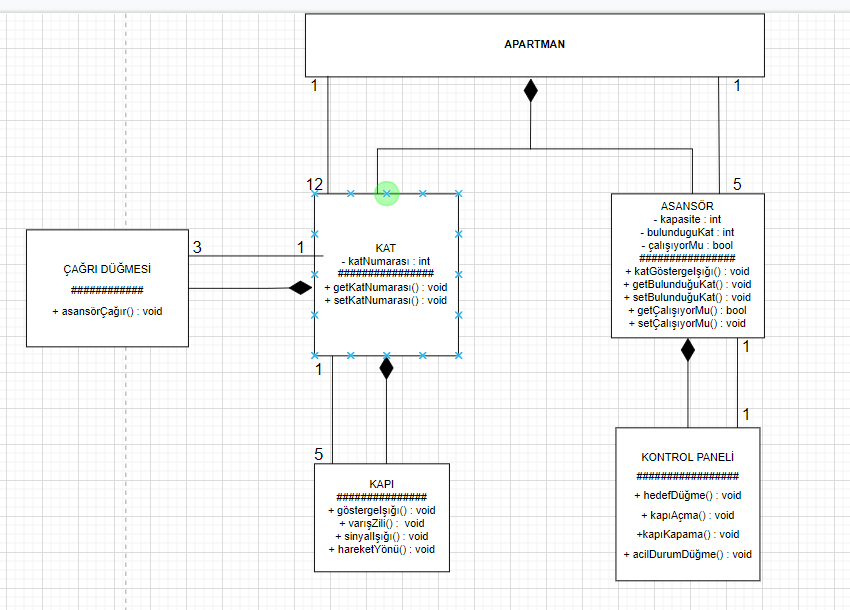 APARTMAN
1
1
12
5
ASANSÖR
- kapasite : int
- bulunduguKat : int
- çalışıyorMu : bool
################
+ katGöstergeIşığı() : void
+ getBulunduğuKat() : void
+ setBulunduğuKat() : void
+ getÇalışıyorMu() : bool
+ setÇalışıyorMu() : void
3
1
KAT
- katNumarası : int
################
+ getKatNumarası() : void
+ setKatNumarası() : void
ÇAĞRI DÜĞMESİ
############
+ asansörÇağır() : void
1
1
5
1
KAPI
###############
+ göstergeIşığı() : void
+ varışZili() :  void
+ sinyalIşığı() : void
+ hareketYönü() : void
KONTROL PANELİ
#################
+ hedefDüğme() : void
+ kapıAçma() : void
+kapıKapama : void
+ acilDurumDüğme() : void